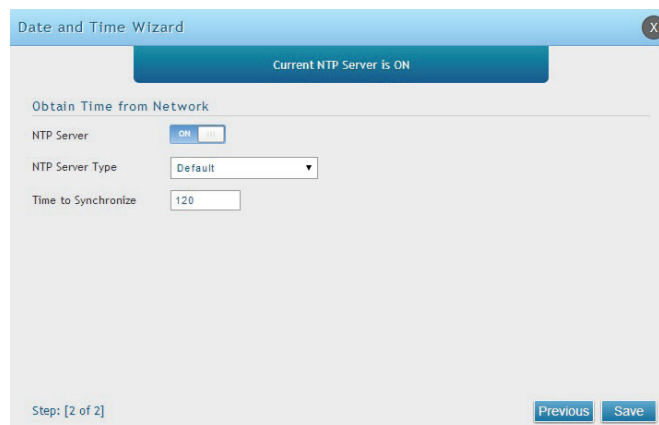 Date and Time Wizard
X
Current NTP Server is ON
Obtain Time from Network
NTP Server ON
NTP Server Type Default
Time to Synchronize 120
Step: [2 of 2] Previous Save